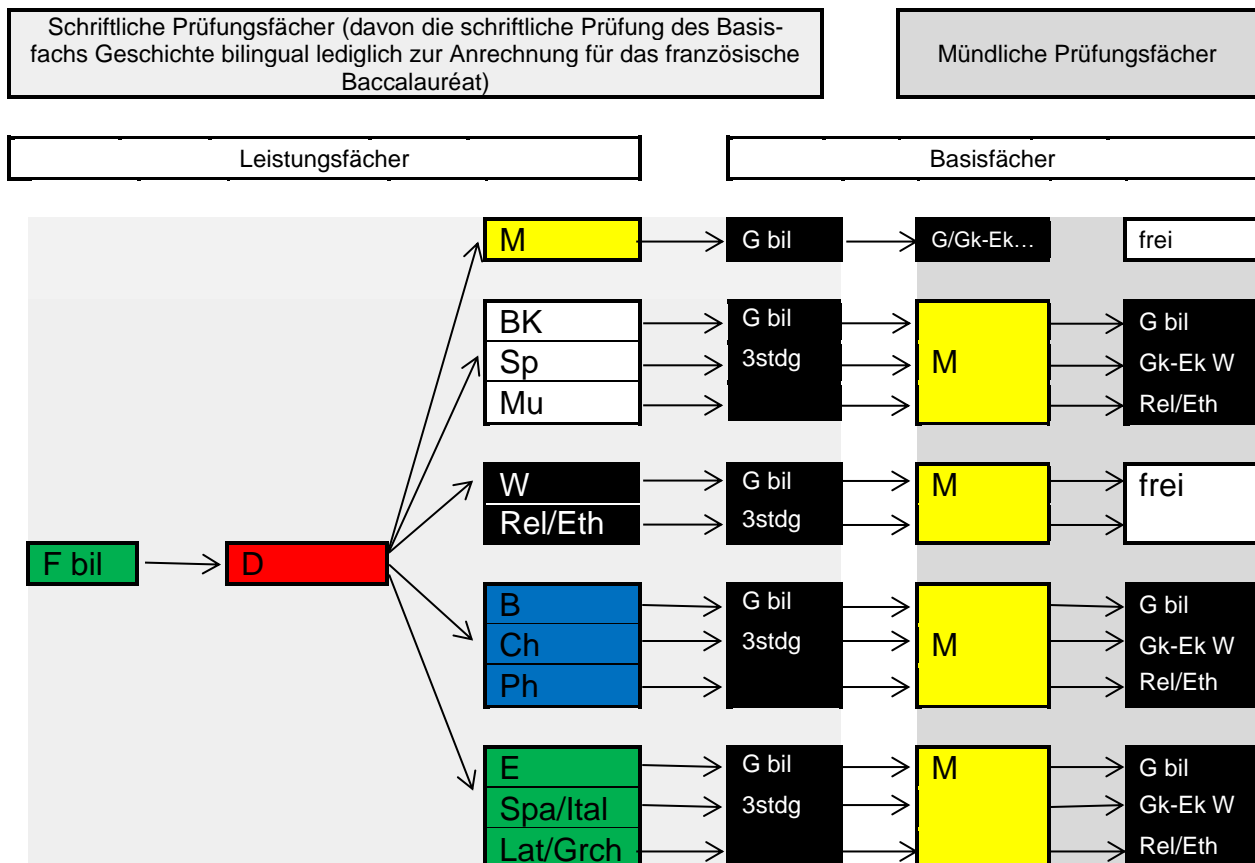 Schriftliche Prüfungsfächer (davon die schriftliche Prüfung des Basis-
fachs Geschichte bilingual lediglich zur Anrechnung für das französische
Baccalauréat)
Mündliche Prüfungsfächer
Leistungsfächer
Basisfächer
M
G bil
G/Gk-Ek…
frei
BK
Sp
Mu
G bil
3stdg
M
G bil
Gk-Ek W
Rel/Eth
W
Rel/Eth
G bil
3stdg
M
frei
F bil
D
B
Ch
Ph
G bil
3stdg
M
G bil
Gk-Ek W
Rel/Eth
E
Spa/Ital
Lat/Grch
G bil
3stdg
M
G bil
Gk-Ek W
Rel/Eth